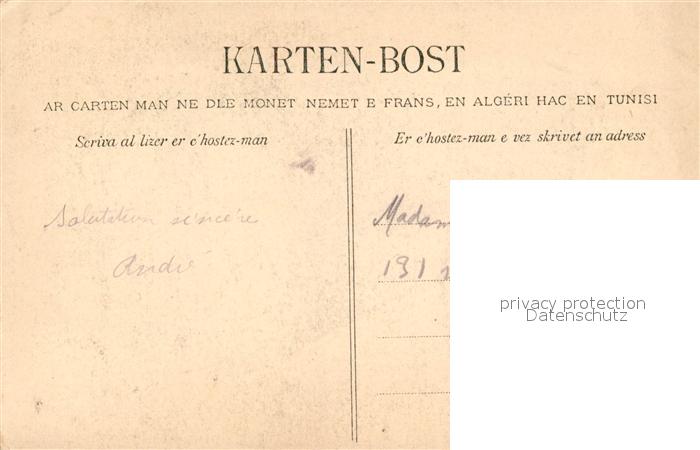 KARTEN-BOST
AR CARTEN MAN NE DLE MONET NEMET E FRANS, EN ALGÉRI HAC EN TUNISI
Scriva al lizer er c'hostez-man
Er c'hostez-man e vez skrivet an adress
Salutation sincère
André
Madam
191
privacy protection
Datenschutz